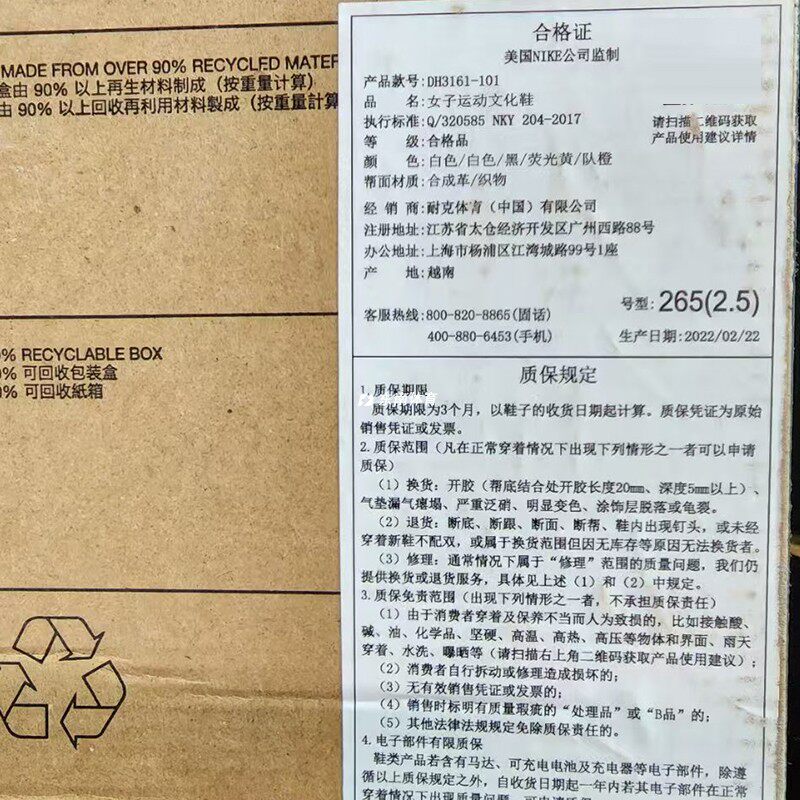 MADE FROM OVER 90% RECYCLED MATER
盒由 90% 以上再生材料制成（按重量计算）
由 90% 以上回收再利用材料製成（按重量計算
% RECYCLABLE BOX
% 可回收包装盒
% 可回收紙箱
合格证
美国NIKE公司监制
产品款号:DH3161-101
品 名:女子运动文化鞋
执行标准:Q/320585 NKY 204-2017
等 级:合格品
颜 色:白色/白色/黑/荧光黄/队橙
帮面材质:合成革/织物
请扫描二维码获取
产品使用建议详情
经 销 商:耐克体育（中国）有限公司
注册地址:江苏省太仓经济开发区广州西路88号
办公地址:上海市杨浦区江湾城路99号1座
产 地:越南
号型:265(2.5)
客服热线:800-820-8865(固话)
400-880-6453(手机)
生产日期:2022/02/22
质保规定
1.质保期限
质保期限为3个月，以鞋子的收货日期起计算。质保凭证为原始
销售凭证或发票。
2.质保范围（凡在正常穿着情况下出现下列情形之一者可以申请
质保）
（1）换货：开胶（帮底结合处开胶长度20mm、深度5mm以上）、
气垫漏气瘪塌、严重泛硝、明显变色、涂饰层脱落或龟裂。
（2）退货：断底、断跟、断面、断帮、鞋内出现钉头，或未经
穿着新鞋不配双，或属于换货范围但因无库存等原因无法换货者。
（3）修理：通常情况下属于“修理”范围的质量问题，我们仍
提供换货或退货服务，具体见上述（1）和（2）中规定。
3.质保免责范围（出现下列情形之一者，不承担质保责任）
（1）由于消费者穿着及保养不当而人为致损的，比如接触酸、
碱、油、化学品、坚硬、高温、高热、高压等物体和界面、雨天
穿着、水洗、曝晒等（请扫描右上角二维码获取产品使用建议）；
（2）消费者自行拆动或修理造成损坏的；
（3）无有效销售凭证或发票的；
（4）销售时标明有质量瑕疵的“处理品”或“B品”的；
（5）其他法律法规规定免除质保责任的。
4.电子部件有限质保
鞋类产品若含有马达、可充电电池及充电器等电子部件，除遵
循以上质保规定之外，自收货日期起一年内若其电子部件在正常
穿着情况下出现质量问题，可申请质保